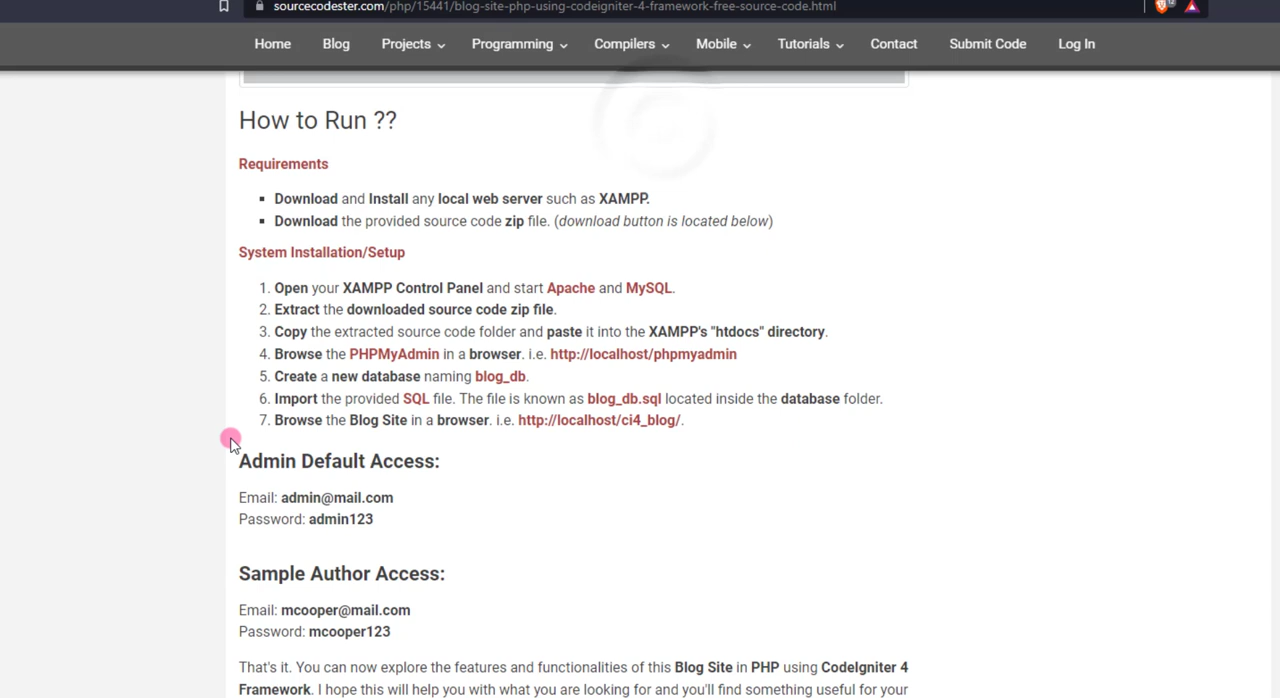 sourcecodester.com/php/15441/blog-site-php-using-codeigniter-4-framework-free-source-code.html
Home Blog Projects Programming Compilers Mobile Tutorials Contact Submit Code Log In
How to Run ??
Requirements
Download and Install any local web server such as XAMPP.
Download the provided source code zip file. (download button is located below)
System Installation/Setup
1. Open your XAMPP Control Panel and start Apache and MySQL.
2. Extract the downloaded source code zip file.
3. Copy the extracted source code folder and paste it into the XAMPP's "htdocs" directory.
4. Browse the PHPMyAdmin in a browser. i.e. http://localhost/phpmyadmin
5. Create a new database naming blog_db.
6. Import the provided SQL file. The file is known as blog_db.sql located inside the database folder.
7. Browse the Blog Site in a browser. i.e. http://localhost/ci4_blog/.
Admin Default Access:
Email: admin@mail.com
Password: admin123
Sample Author Access:
Email: mcooper@mail.com
Password: mcooper123
That's it. You can now explore the features and functionalities of this Blog Site in PHP using CodeIgniter 4
Framework. I hope this will help you with what you are looking for and you'll find something useful for your